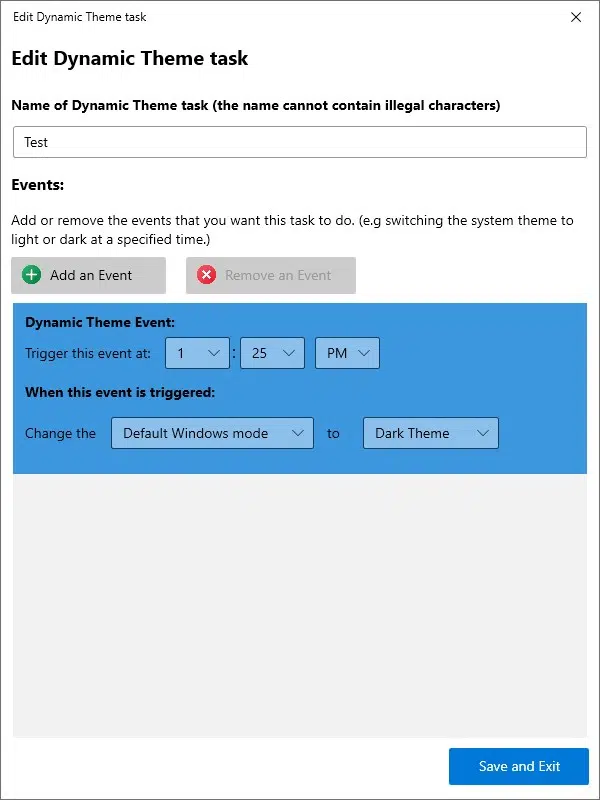 Edit Dynamic Theme task
Edit Dynamic Theme task
Name of Dynamic Theme task (the name cannot contain illegal characters)
Test
Events:
Add or remove the events that you want this task to do. (e.g switching the system theme to
light or dark at a specified time.)
Add an Event Remove an Event
Dynamic Theme Event:
Trigger this event at: 1 : 25 PM
When this event is triggered:
Change the Default Windows mode to Dark Theme
Save and Exit